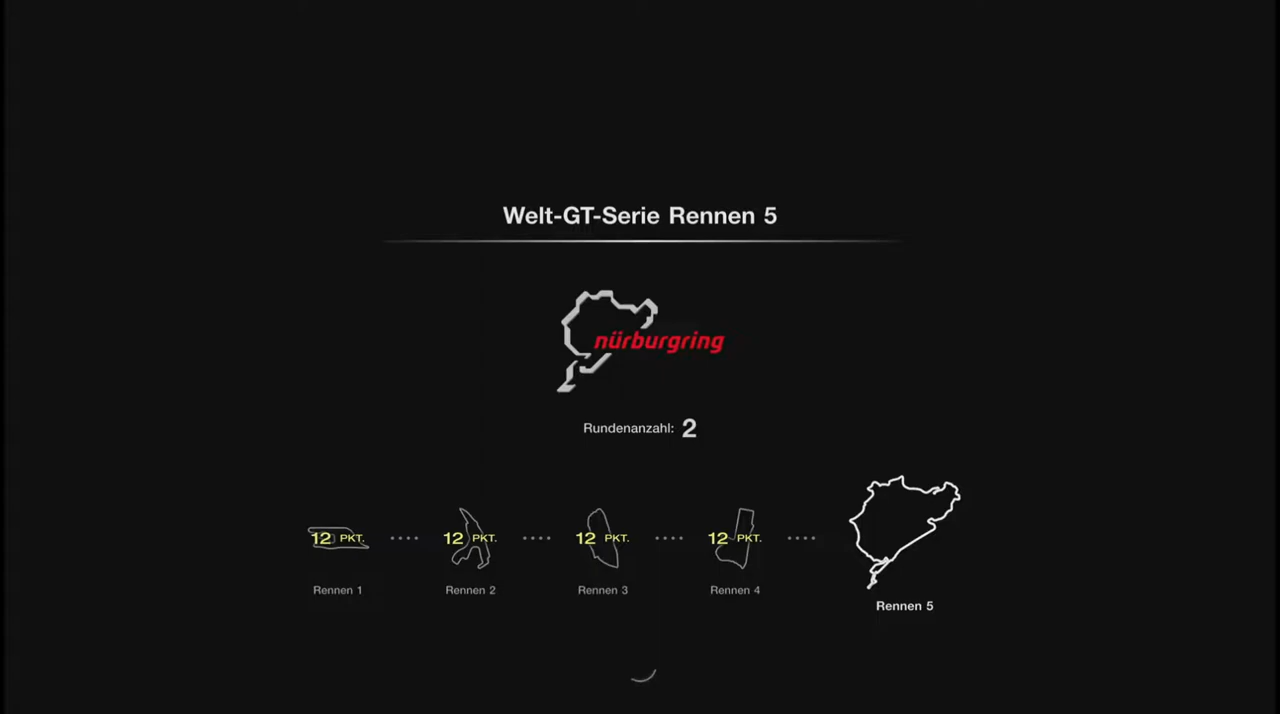 Welt-GT-Serie Rennen 5
nürburgring
Rundenanzahl: 2
12 PKT. 12 PKT. 12 PKT. 12 PKT.
Rennen 1 Rennen 2 Rennen 3 Rennen 4
Rennen 5